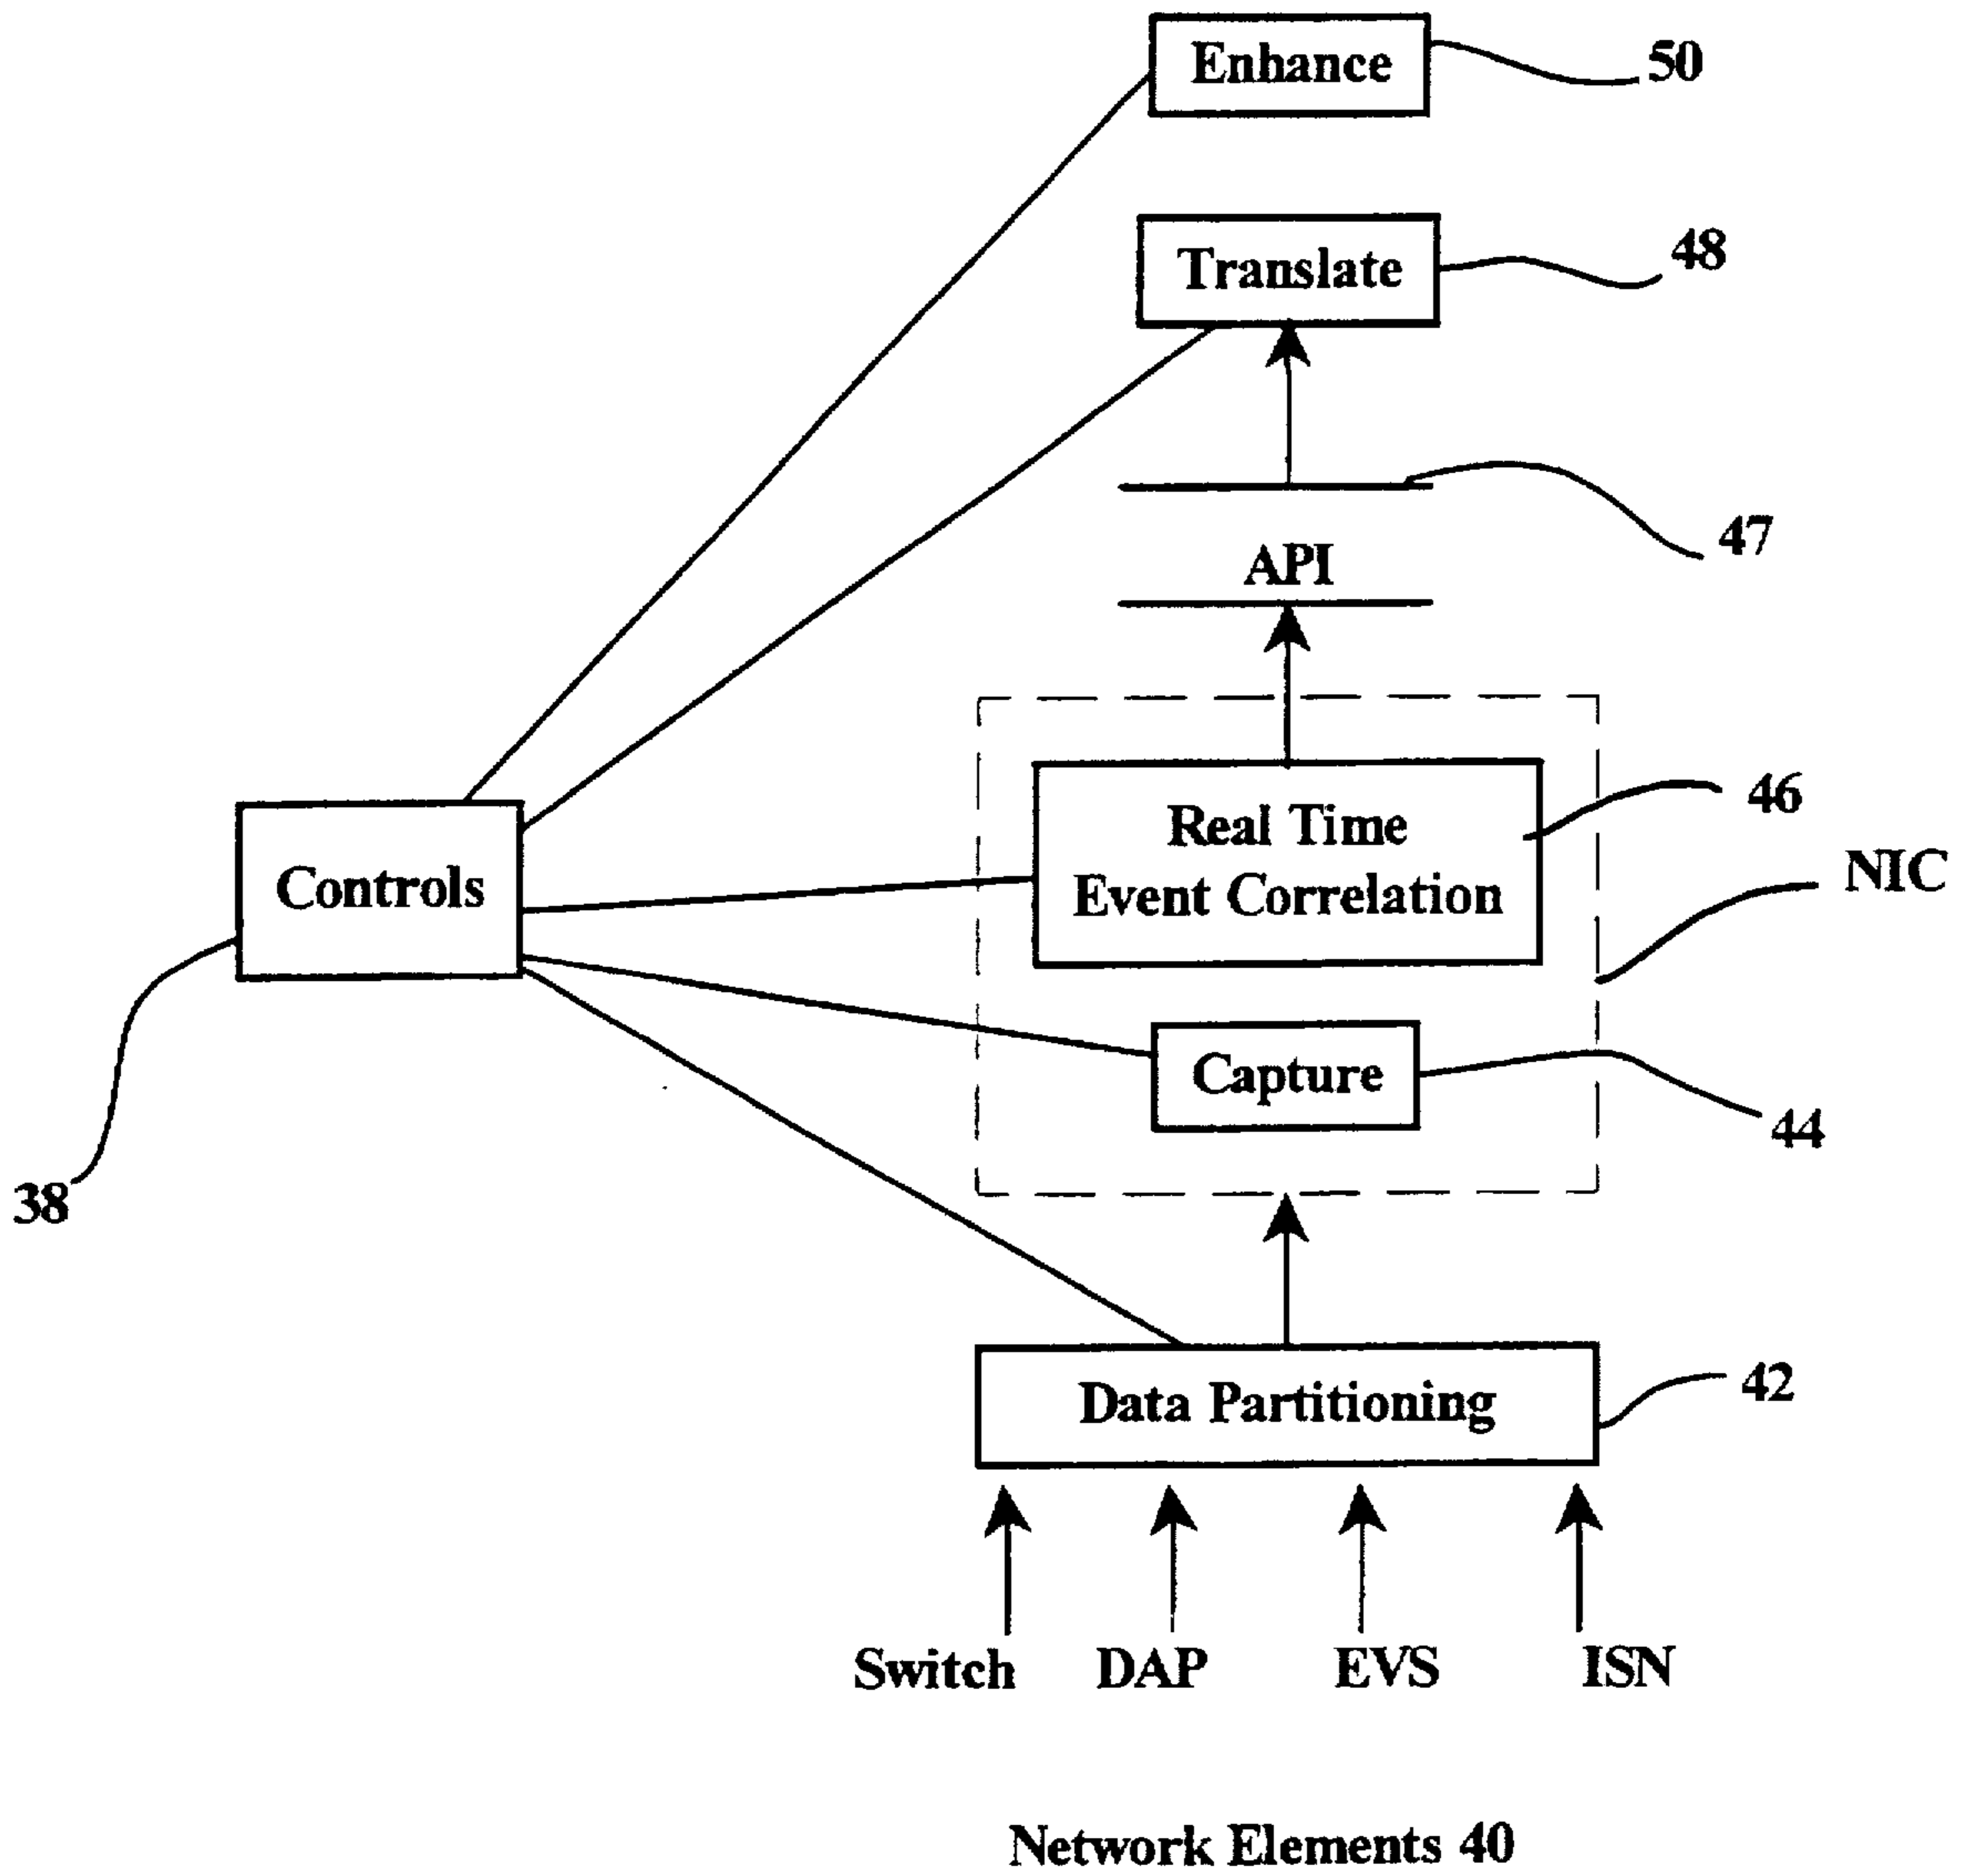 Enhance
50
Translate
48
47
API
Real Time
Event Correlation
46
NIC
Controls
Capture
44
38
Data Partitioning
42
Switch DAP EVS ISN
Network Elements 40